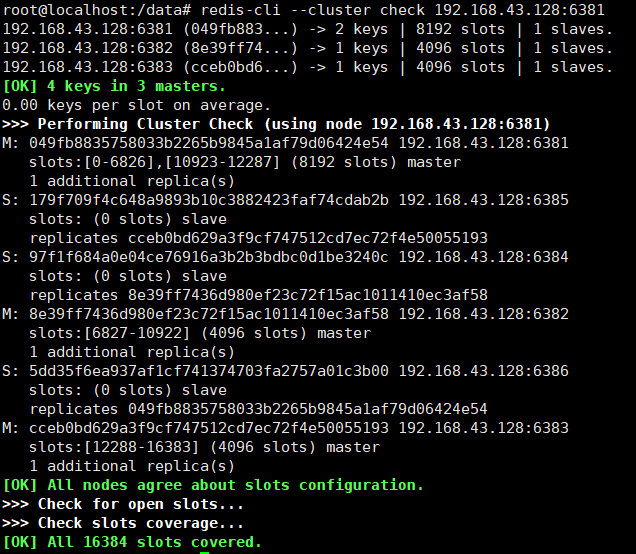 root@localhost:/data# redis-cli --cluster check 192.168.43.128:6381
192.168.43.128:6381 (049fb883...) -> 2 keys | 8192 slots | 1 slaves.
192.168.43.128:6382 (8e39ff74...) -> 1 keys | 4096 slots | 1 slaves.
192.168.43.128:6383 (cceb0bd6...) -> 1 keys | 4096 slots | 1 slaves.
[OK] 4 keys in 3 masters.
0.00 keys per slot on average.
>>> Performing Cluster Check (using node 192.168.43.128:6381)
M: 049fb8835758033b2265b9845a1af79d06424e54 192.168.43.128:6381
   slots:[0-6826],[10923-12287] (8192 slots) master
   1 additional replica(s)
S: 179f709f4c648a9893b10c3882423faf74cdab2b 192.168.43.128:6385
   slots: (0 slots) slave
   replicates cceb0bd629a3f9cf747512cd7ec72f4e50055193
S: 97f1f684a0e04ce76916a3b2b3bdbc0d1be3240c 192.168.43.128:6384
   slots: (0 slots) slave
   replicates 8e39ff7436d980ef23c72f15ac1011410ec3af58
M: 8e39ff7436d980ef23c72f15ac1011410ec3af58 192.168.43.128:6382
   slots:[6827-10922] (4096 slots) master
   1 additional replica(s)
S: 5dd35f6ea937af1cf741374703fa2757a01c3b00 192.168.43.128:6386
   slots: (0 slots) slave
   replicates 049fb8835758033b2265b9845a1af79d06424e54
M: cceb0bd629a3f9cf747512cd7ec72f4e50055193 192.168.43.128:6383
   slots:[12288-16383] (4096 slots) master
   1 additional replica(s)
[OK] All nodes agree about slots configuration.
>>> Check for open slots...
>>> Check slots coverage...
[OK] All 16384 slots covered.